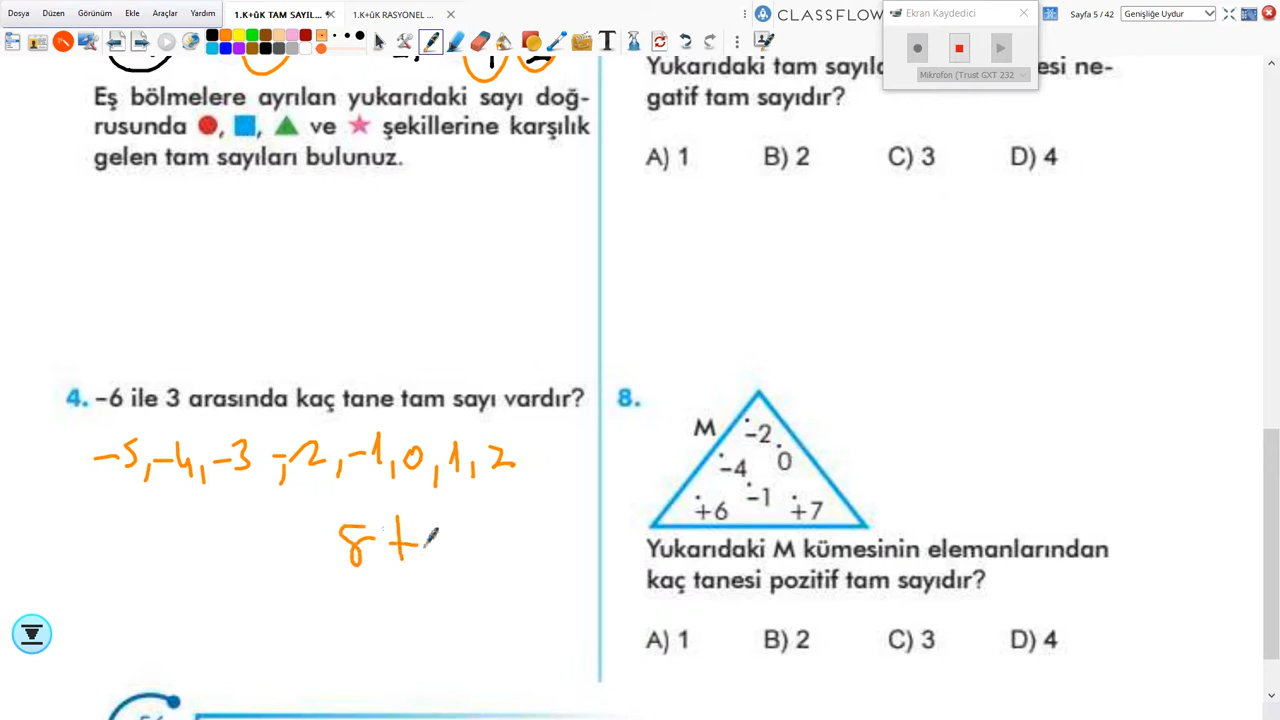 Dosya Düzen Görünüm Ekle Araçlar Yardım
1.K+ûK TAM SAYIL...*
1.K+ûK RASYONEL ...
CLASSFLOW
Ekran Kaydedici
Mikrofon (Trust GXT 232
Sayfa 5 / 42
Genişliğe Uydur
Eş bölmelere ayrılan yukarıdaki sayı doğ-
rusunda , , ve şekillerine karşılık
gelen tam sayıları bulunuz.
4. –6 ile 3 arasında kaç tane tam sayı vardır?
-5, -4, -3, -2, -1, 0, 1, 2
8 t
Yukarıdaki tam sayıla esi ne-
gatif tam sayıdır?
A) 1 B) 2 C) 3 D) 4
8.
M
-2
-4 0
-1
+6 +7
Yukarıdaki M kümesinin elemanlarından
kaç tanesi pozitif tam sayıdır?
A) 1 B) 2 C) 3 D) 4